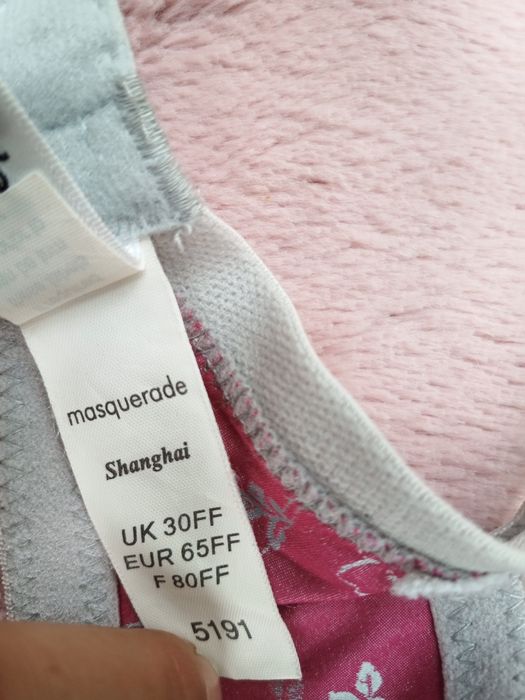 masquerade
Shanghai
UK 30FF
EUR 65FF
F 80FF
5191